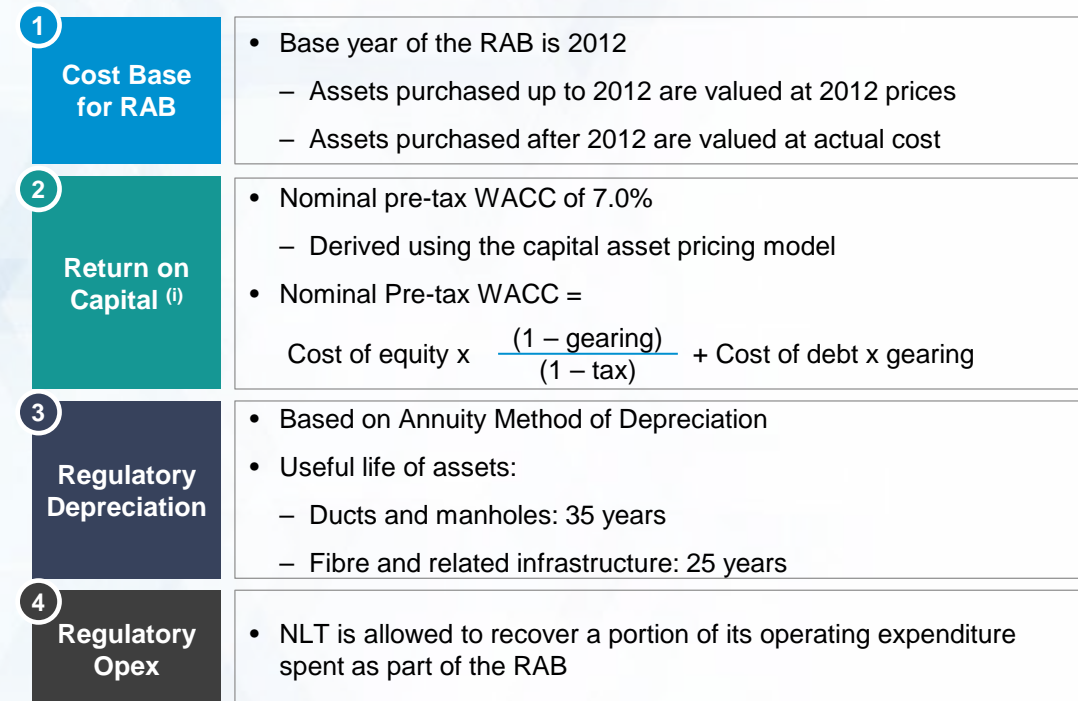 1
Cost Base
for RAB
• Base year of the RAB is 2012
– Assets purchased up to 2012 are valued at 2012 prices
– Assets purchased after 2012 are valued at actual cost
2
Return on
Capital (i)
• Nominal pre-tax WACC of 7.0%
– Derived using the capital asset pricing model
• Nominal Pre-tax WACC =
(1 – gearing)
Cost of equity x + Cost of debt x gearing
(1 – tax)
3
Regulatory
Depreciation
• Based on Annuity Method of Depreciation
• Useful life of assets:
– Ducts and manholes: 35 years
– Fibre and related infrastructure: 25 years
4
Regulatory
Opex
• NLT is allowed to recover a portion of its operating expenditure
spent as part of the RAB